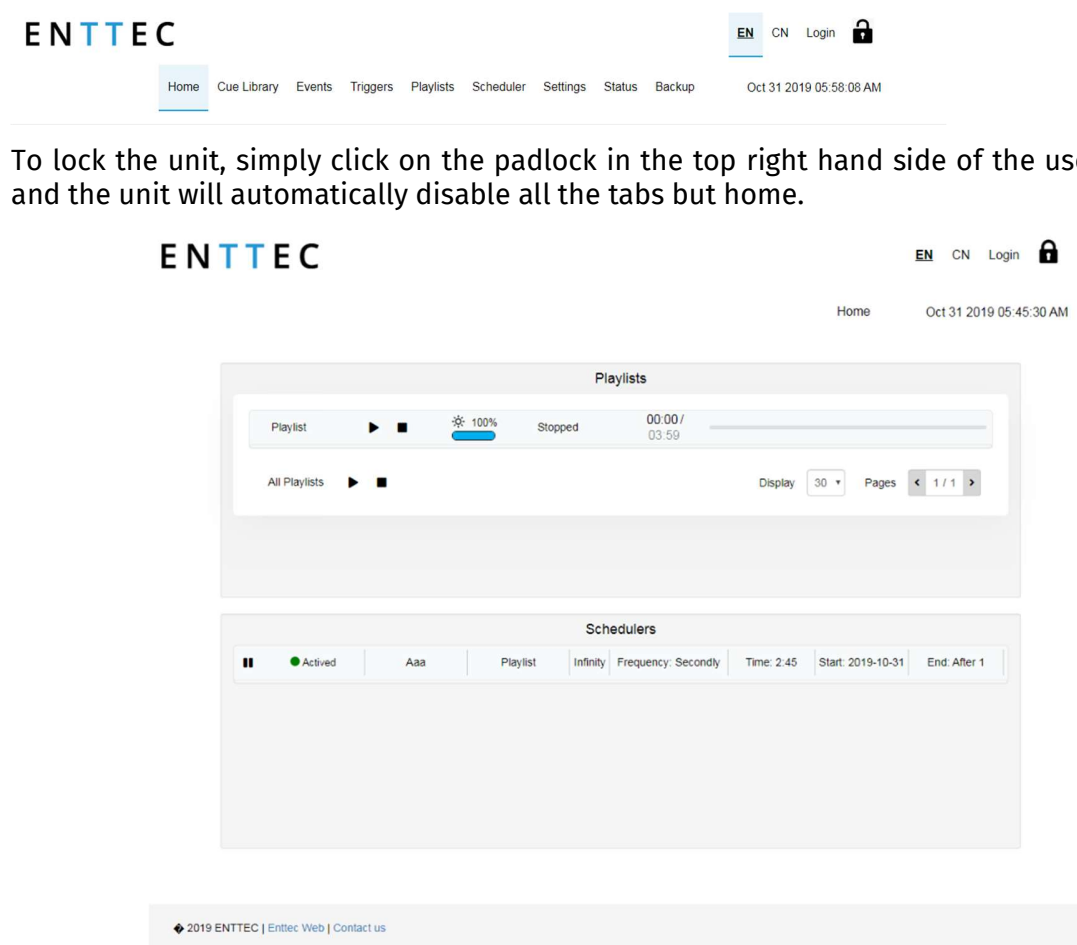 ENTTEC
EN CN Login
Home Cue Library Events Triggers Playlists Scheduler Settings Status Backup Oct 31 2019 05:58:08 AM
To lock the unit, simply click on the padlock in the top right hand side of the
and the unit will automatically disable all the tabs but home.
ENTTEC
EN CN Login
Home Oct 31 2019 05:45:30 AM
Playlists
Playlist 100% Stopped 00:00 /
03:59
All Playlists Display 30 Pages 1 / 1
Schedulers
Actived Aaa Playlist Infinity Frequency: Secondly Time: 2:45 Start: 2019-10-31 End: After 1
� 2019 ENTTEC | Enttec Web | Contact us